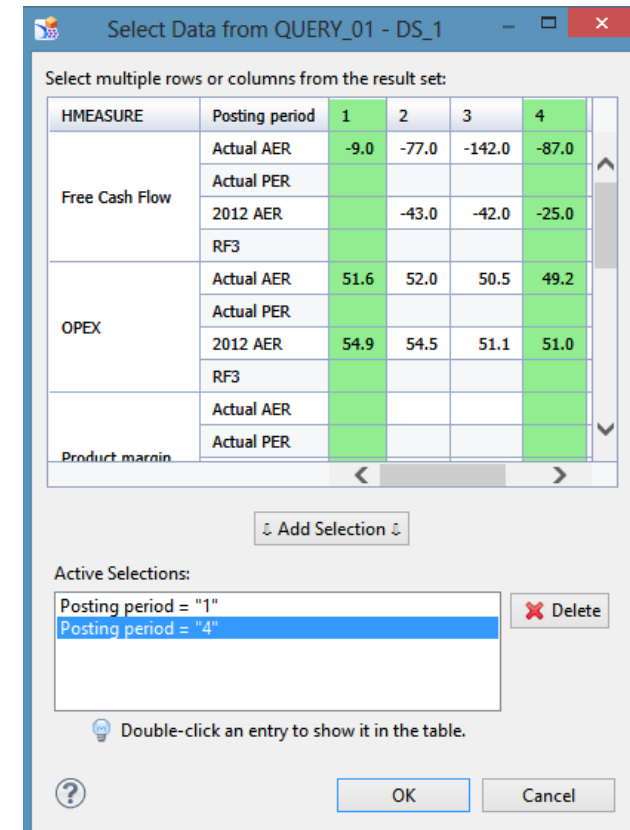 Select Data from QUERY_01 - DS_1
Select multiple rows or columns from the result set:
HMEASURE Posting period 1 2 3 4
Free Cash Flow
Actual AER -9.0 -77.0 -142.0 -87.0
Actual PER
2012 AER -43.0 -42.0 -25.0
RF3
OPEX
Actual AER 51.6 52.0 50.5 49.2
Actual PER
2012 AER 54.9 54.5 51.1 51.0
RF3
Product margin
Actual AER
Actual PER
⇩ Add Selection ⇩
Active Selections:
Posting period = "1"
Posting period = "4"
Delete
Double-click an entry to show it in the table.
?
OK Cancel